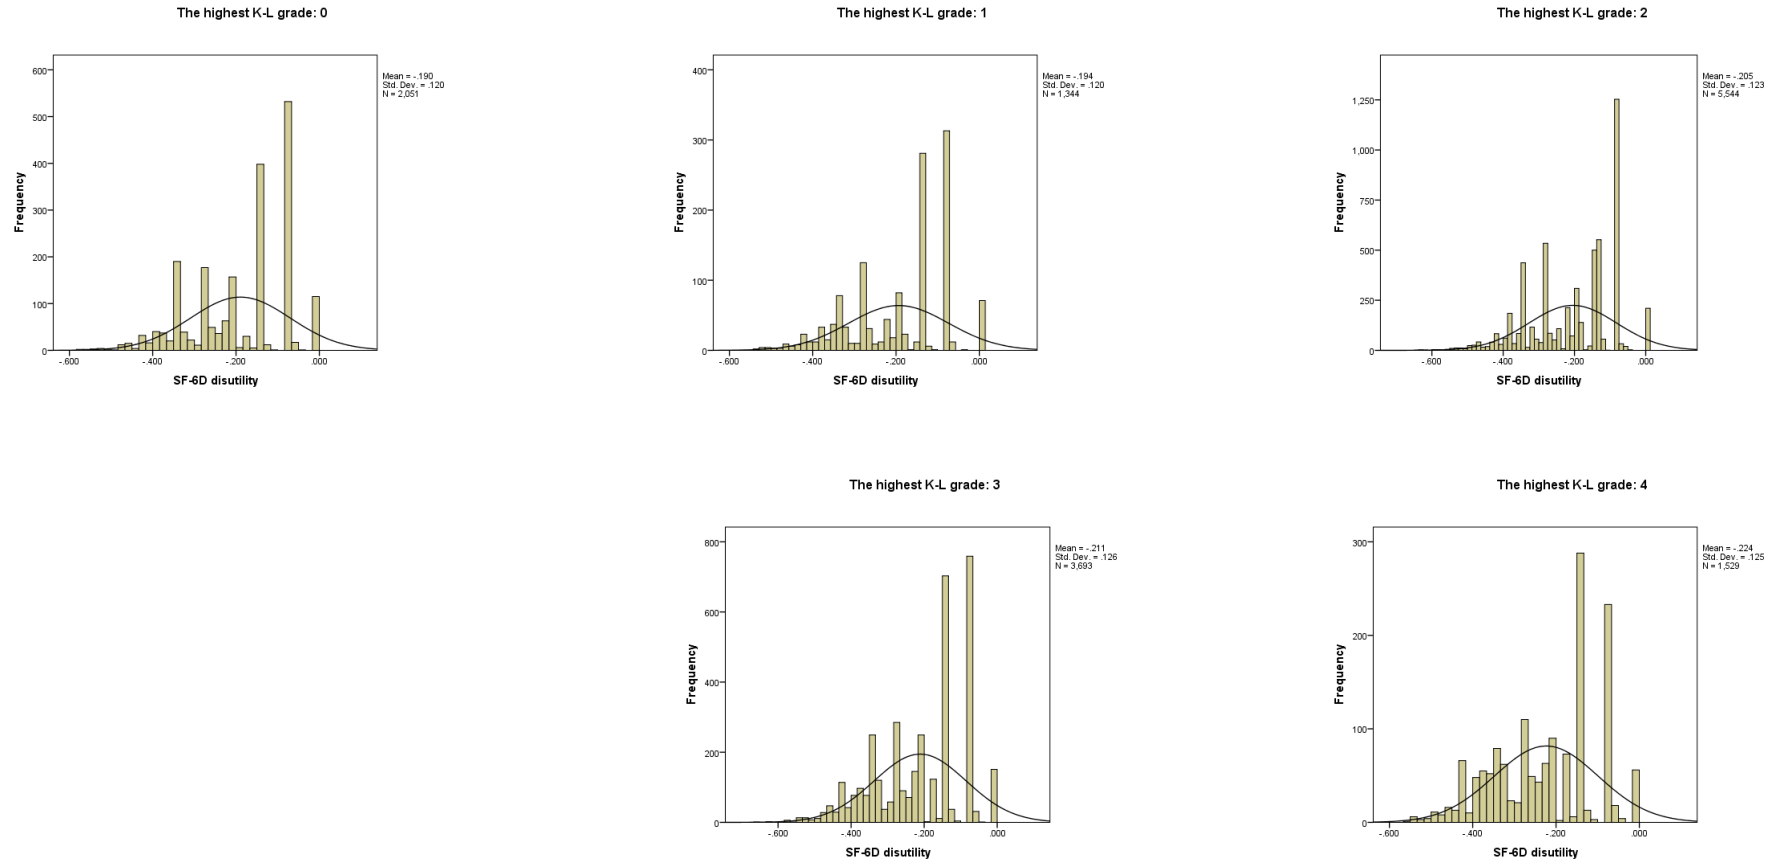 The highest K-L grade: 0
600
500
400
300
200
100
0
Frequency
-.600
-.400
-.200
.000
SF-6D disutility
Mean = -.190
Std. Dev. = .120
N = 2,051
The highest K-L grade: 1
400
300
200
100
0
Frequency
-.600
-.400
-.200
.000
SF-6D disutility
Mean = -.194
Std. Dev. = .120
N = 1,344
The highest K-L grade: 2
1,250
1,000
750
500
250
0
Frequency
-.600
-.400
-.200
.000
SF-6D disutility
Mean = -.205
Std. Dev. = .123
N = 5,544
The highest K-L grade: 3
800
600
400
200
0
Frequency
-.600
-.400
-.200
.000
SF-6D disutility
Mean = -.211
Std. Dev. = .126
N = 3,693
The highest K-L grade: 4
300
200
100
0
Frequency
-.600
-.400
-.200
.000
SF-6D disutility
Mean = -.224
Std. Dev. = .125
N = 1,529